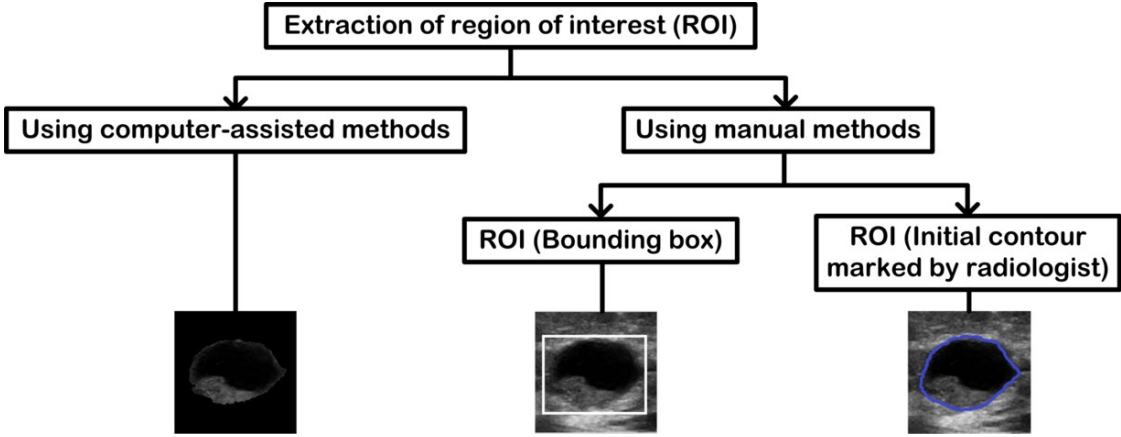 Extraction of region of interest (ROI)
Using computer-assisted methods
Using manual methods
ROI (Bounding box)
ROI (Initial contour
marked by radiologist)